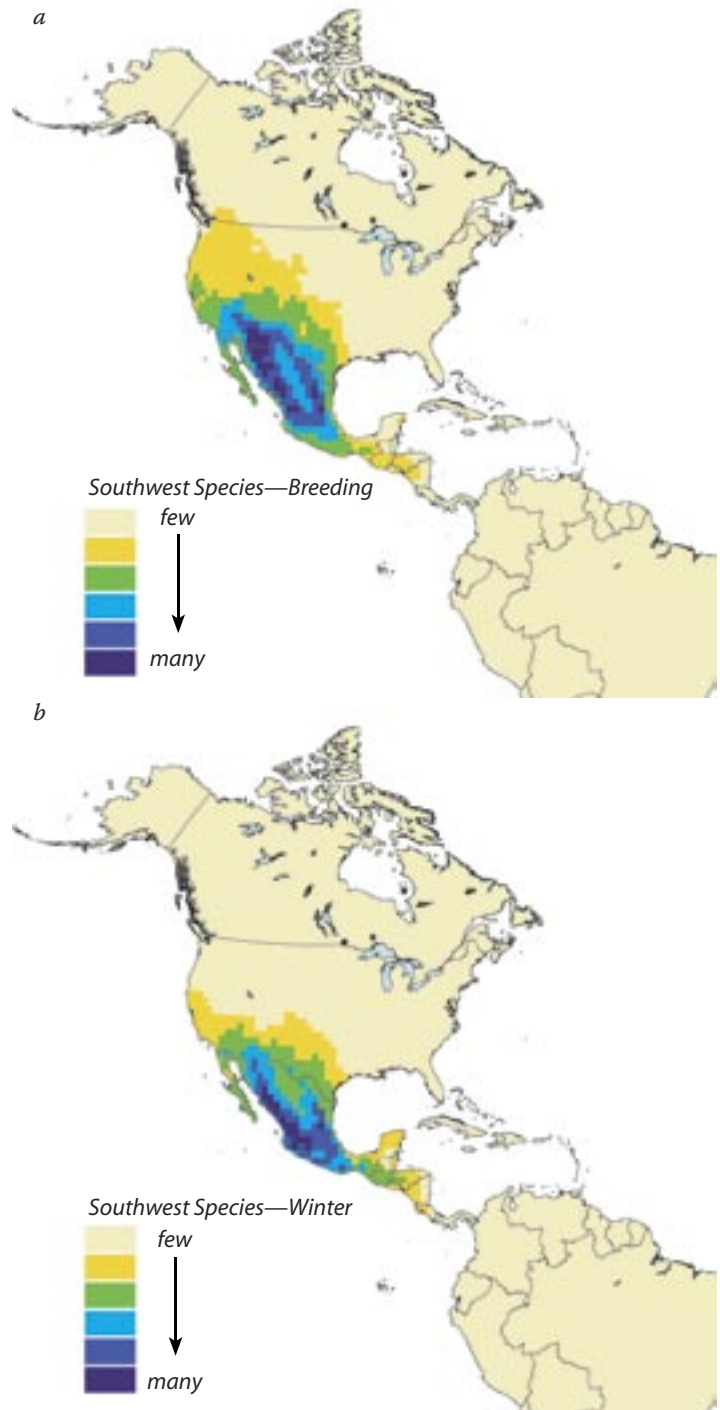 a
Southwest Species—Breeding
few
many
b
Southwest Species—Winter
few
many